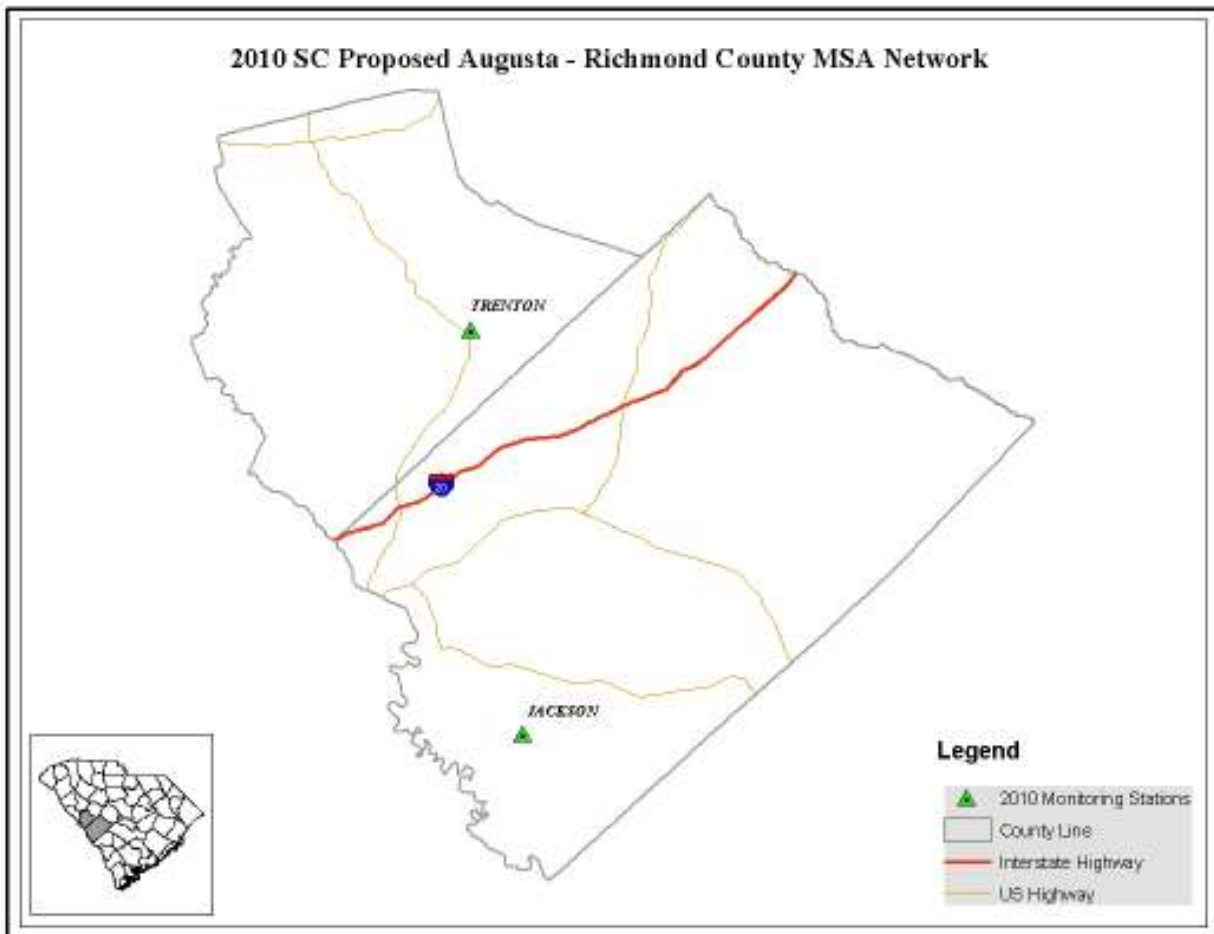 2010 SC Proposed Augusta - Richmond County MSA Network
TRENTON
20
JACKSON
Legend
2010 Monitoring Stations
County Line
Interstate Highway
US Highway